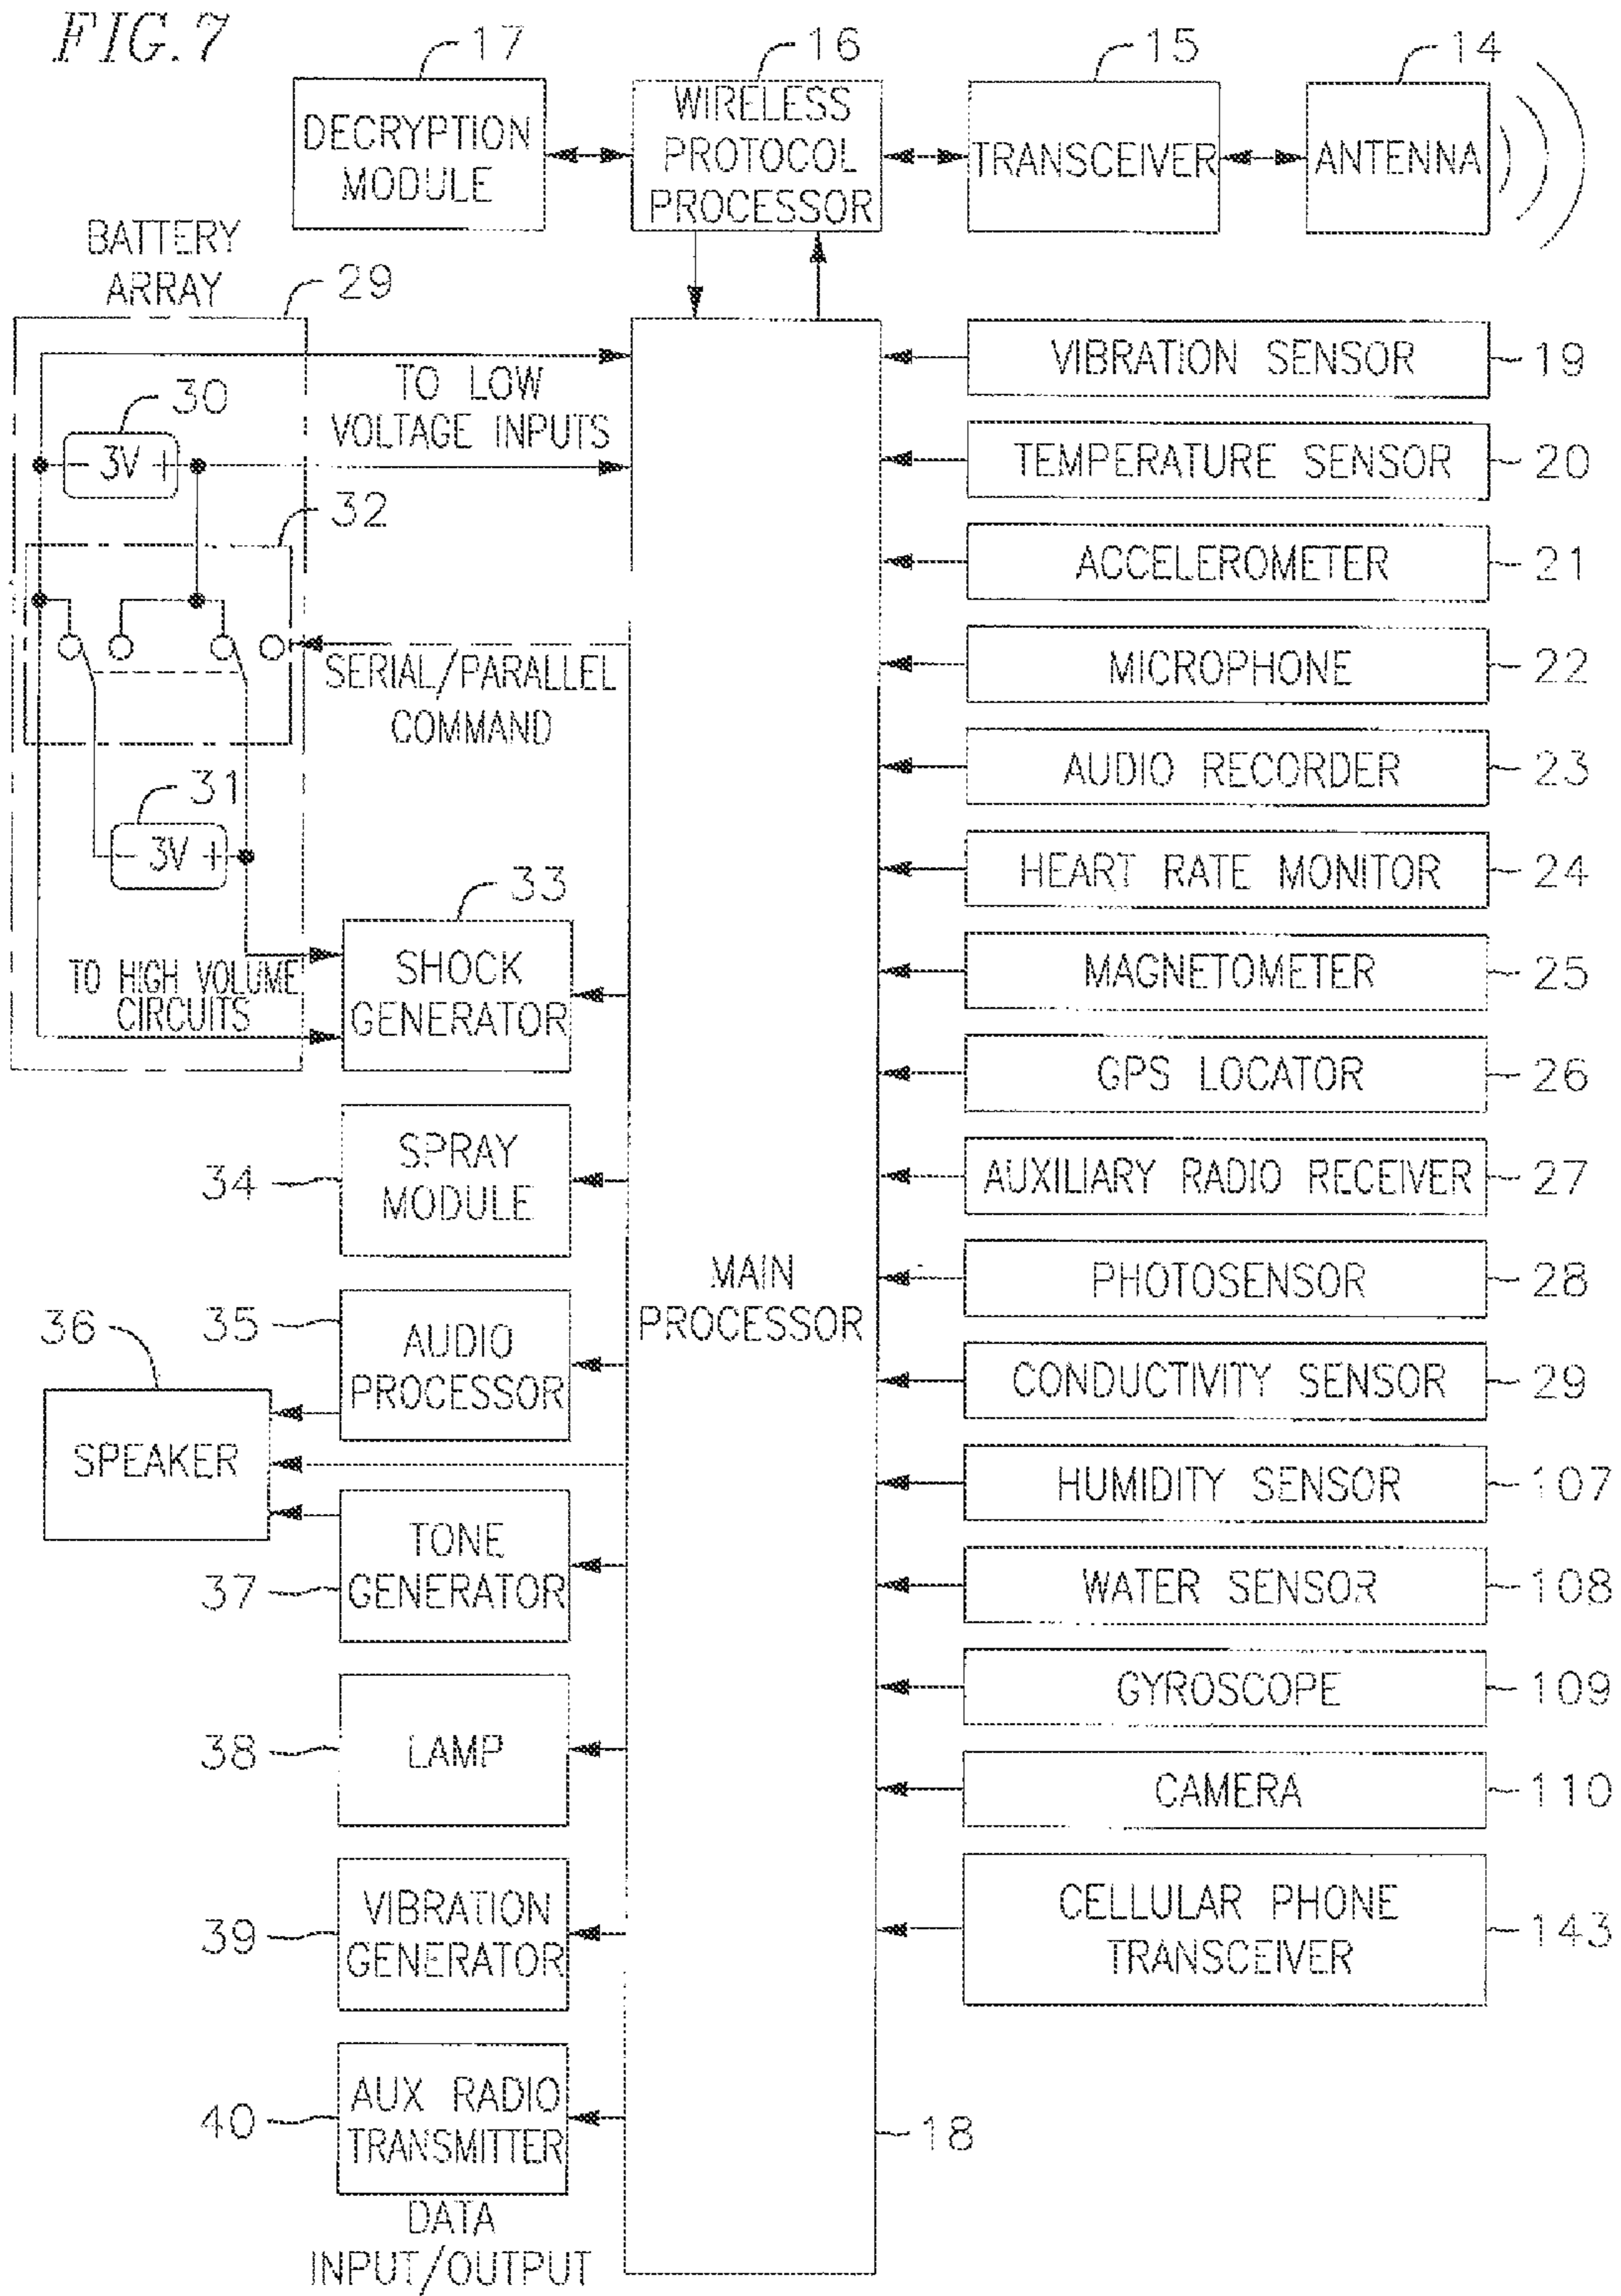 FIG. 7
17
16
15
14
DECRYPTION
MODULE
WIRELESS
PROTOCOL
PROCESSOR
TRANSCEIVER
ANTENNA
BATTERY
ARRAY
29
30
- 3V +
TO LOW
VOLTAGE INPUTS
32
SERIAL/PARALLEL
COMMAND
31
- 3V +
TO HIGH VOLUME
CIRCUITS
33
SHOCK
GENERATOR
34
SPRAY
MODULE
35
AUDIO
PROCESSOR
36
SPEAKER
37
TONE
GENERATOR
38
LAMP
39
VIBRATION
GENERATOR
40
AUX RADIO
TRANSMITTER
DATA
INPUT/OUTPUT
MAIN
PROCESSOR
18
VIBRATION SENSOR 19
TEMPERATURE SENSOR 20
ACCELEROMETER 21
MICROPHONE 22
AUDIO RECORDER 23
HEART RATE MONITOR 24
MAGNETOMETER 25
GPS LOCATOR 26
AUXILIARY RADIO RECEIVER 27
PHOTOSENSOR 28
CONDUCTIVITY SENSOR 29
HUMIDITY SENSOR 107
WATER SENSOR 108
GYROSCOPE 109
CAMERA 110
CELLULAR PHONE
TRANSCEIVER 143